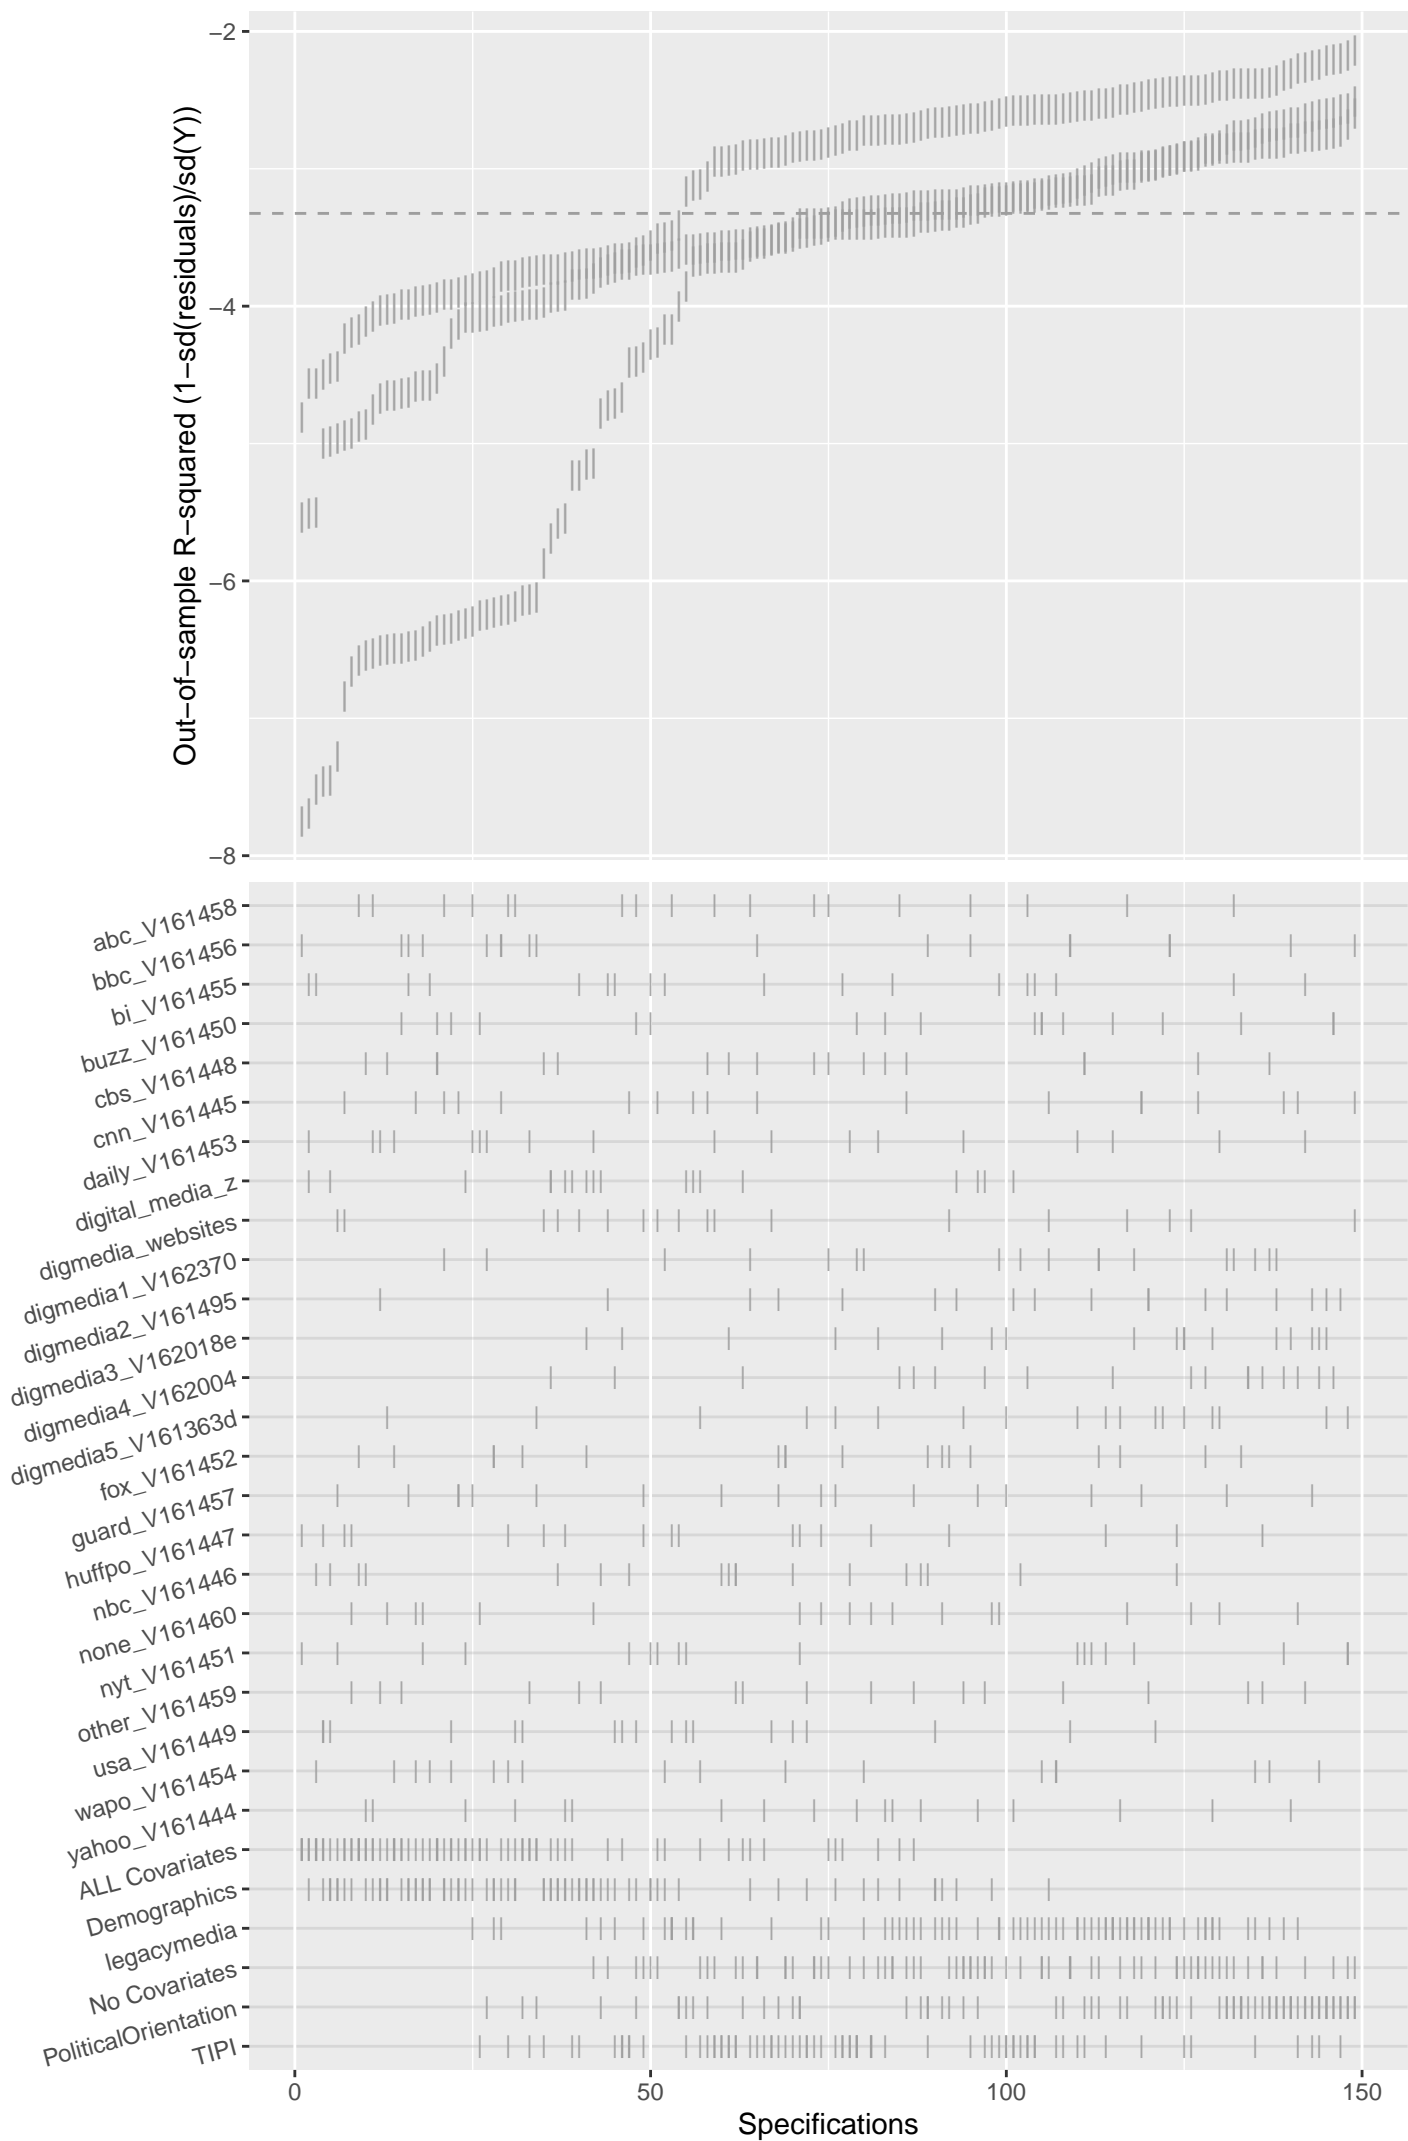 Out−of−sample R−squared (1−sd(residuals)/sd(Y))
−2
−4
−6
−8
abc_V161458
bbc_V161456
bi_V161455
buzz_V161450
cbs_V161448
cnn_V161445
daily_V161453
digital_media_z
digmedia_websites
digmedia1_V162370
digmedia2_V161495
digmedia3_V162018e
digmedia4_V162004
digmedia5_V161363d
fox_V161452
guard_V161457
huffpo_V161447
nbc_V161446
none_V161460
nyt_V161451
other_V161459
usa_V161449
wapo_V161454
yahoo_V161444
ALL Covariates
Demographics
legacymedia
No Covariates
PoliticalOrientation
TIPI
0 50 100 150
Specifications